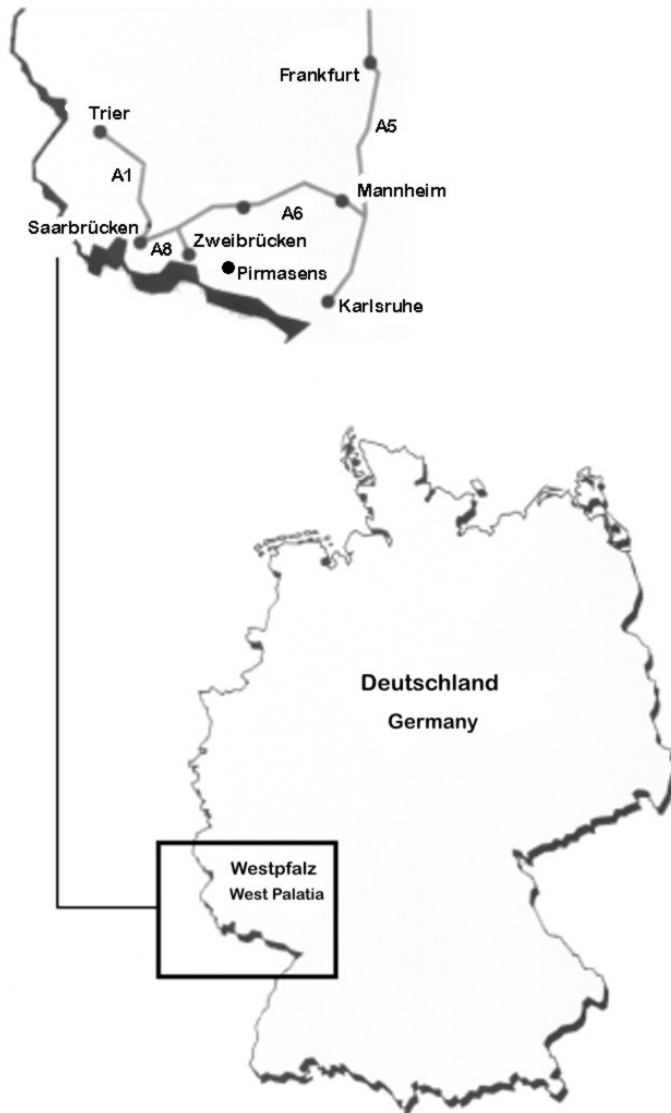 Frankfurt
Trier
A5
A1
Mannheim
A6
Saarbrücken
A8
Zweibrücken
Pirmasens
Karlsruhe
Deutschland
Germany
Westpfalz
West Palatia